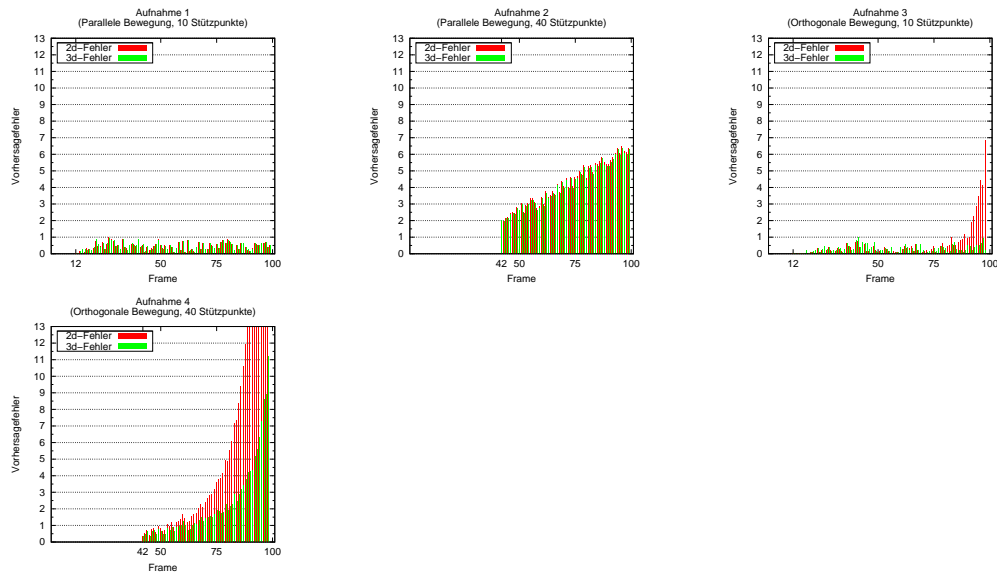 Aufnahme 1
(Parallele Bewegung, 10 Stützpunkte)
13
12
11
10
9
8
7
6
5
4
3
2
1
0
Vorhersagefehler
2d-Fehler
3d-Fehler
12 50 75 100
Frame
Aufnahme 2
(Parallele Bewegung, 40 Stützpunkte)
13
12
11
10
9
8
7
6
5
4
3
2
1
0
Vorhersagefehler
2d-Fehler
3d-Fehler
42 50 75 100
Frame
Aufnahme 3
(Orthogonale Bewegung, 10 Stützpunkte)
13
12
11
10
9
8
7
6
5
4
3
2
1
0
Vorhersagefehler
2d-Fehler
3d-Fehler
12 50 75 100
Frame
Aufnahme 4
(Orthogonale Bewegung, 40 Stützpunkte)
13
12
11
10
9
8
7
6
5
4
3
2
1
0
Vorhersagefehler
2d-Fehler
3d-Fehler
42 50 75 100
Frame